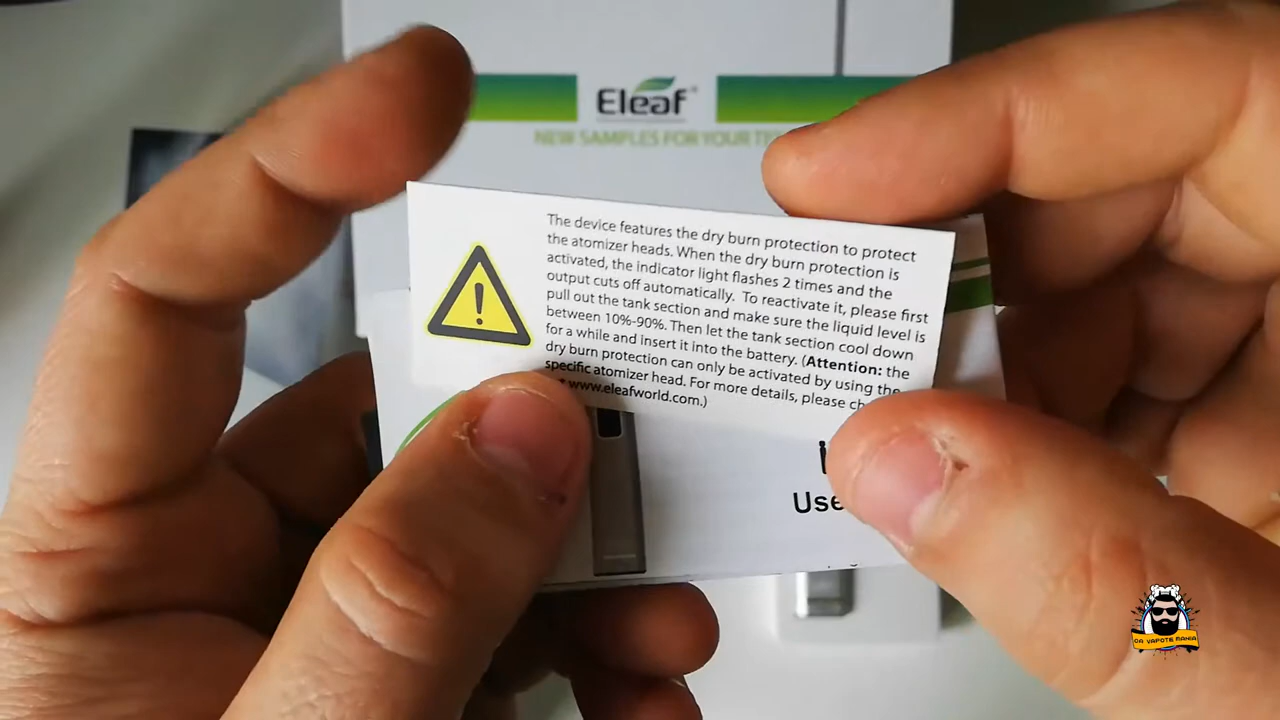 Eleaf®
NEW SAMPLES FOR YOUR
The device features the dry burn protection to protect
the atomizer heads. When the dry burn protection is
activated, the indicator light flashes 2 times and the
output cuts off automatically. To reactivate it, please first
pull out the tank section and make sure the liquid level is
between 10%-90%. Then let the tank section cool down
for a while and insert it into the battery. (Attention: the
dry burn protection can only be activated by using the
specific atomizer head. For more details, please
www.eleafworld.com.)
DA VAPOTE MANIA